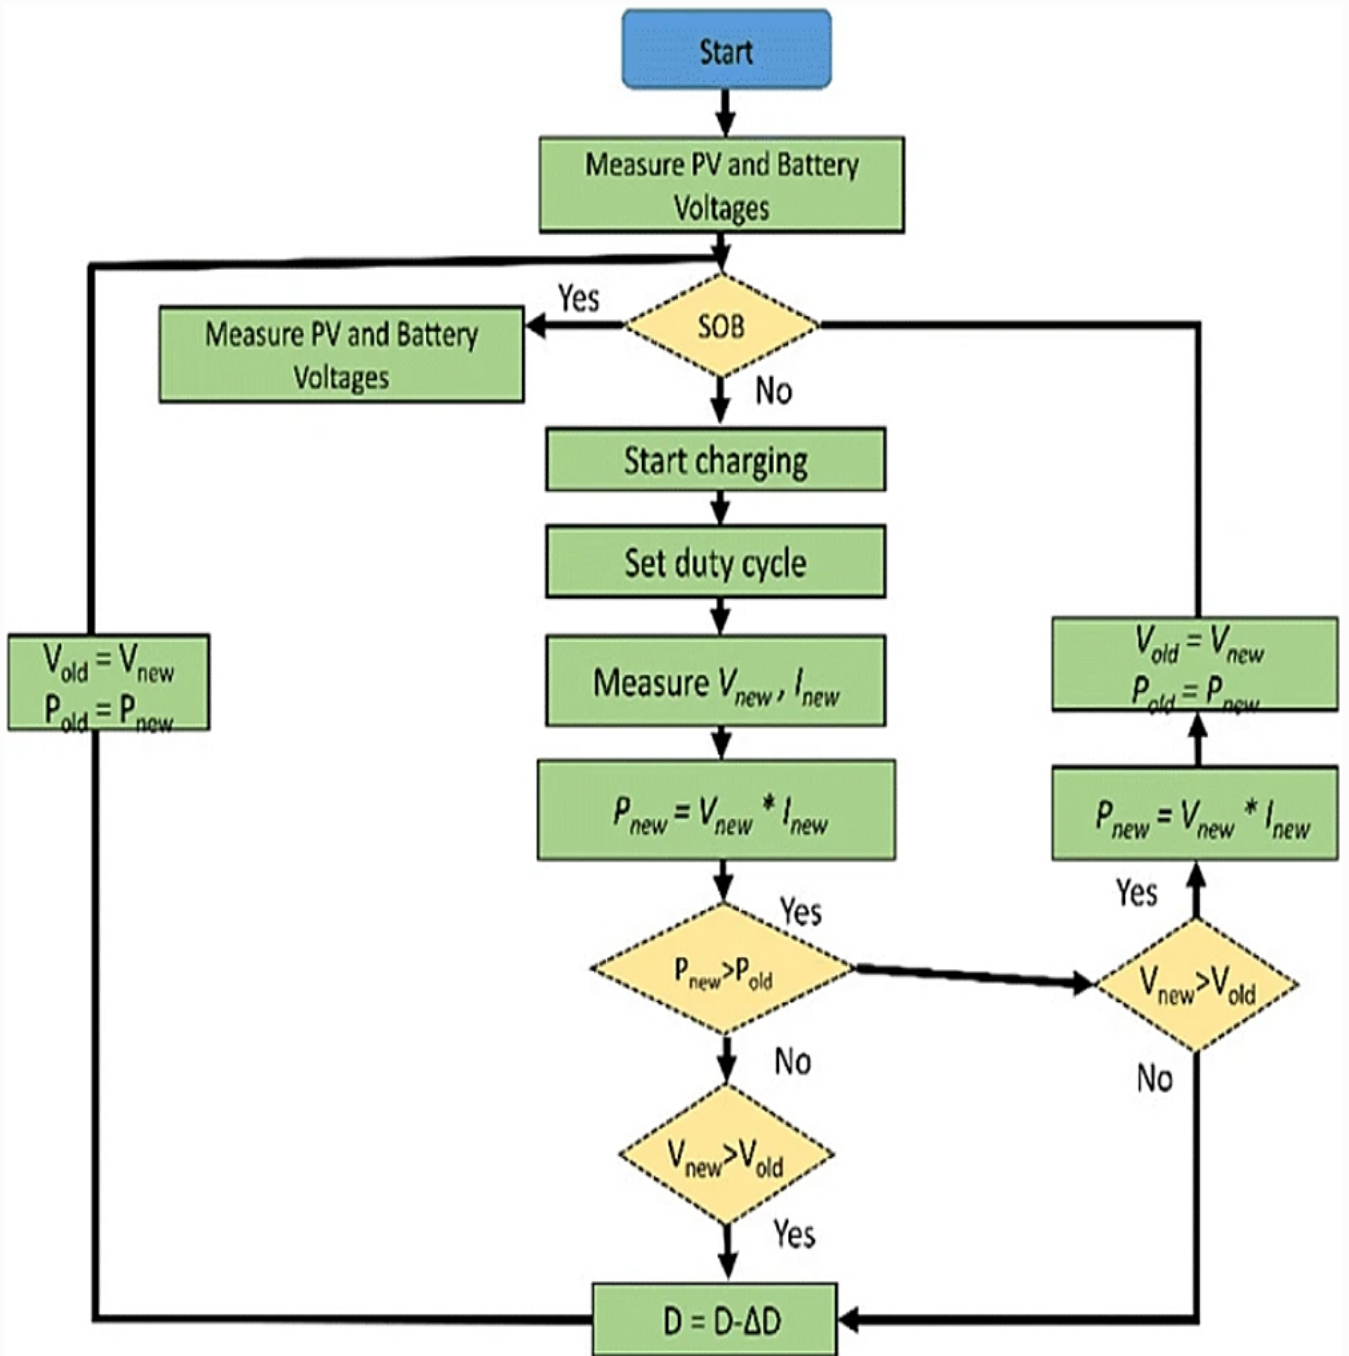 Start
Measure PV and Battery
Voltages
Yes
SOB
Measure PV and Battery
Voltages
No
Start charging
Set duty cycle
Measure Vnew, Inew
Pnew = Vnew * Inew
Yes
Pnew>Pold
No
Vnew>Vold
Yes
D = D-ΔD
Vold = Vnew
Pold = Pnew
Vold = Vnew
Pold = Pnew
Pnew = Vnew * Inew
Yes
Vnew>Vold
No